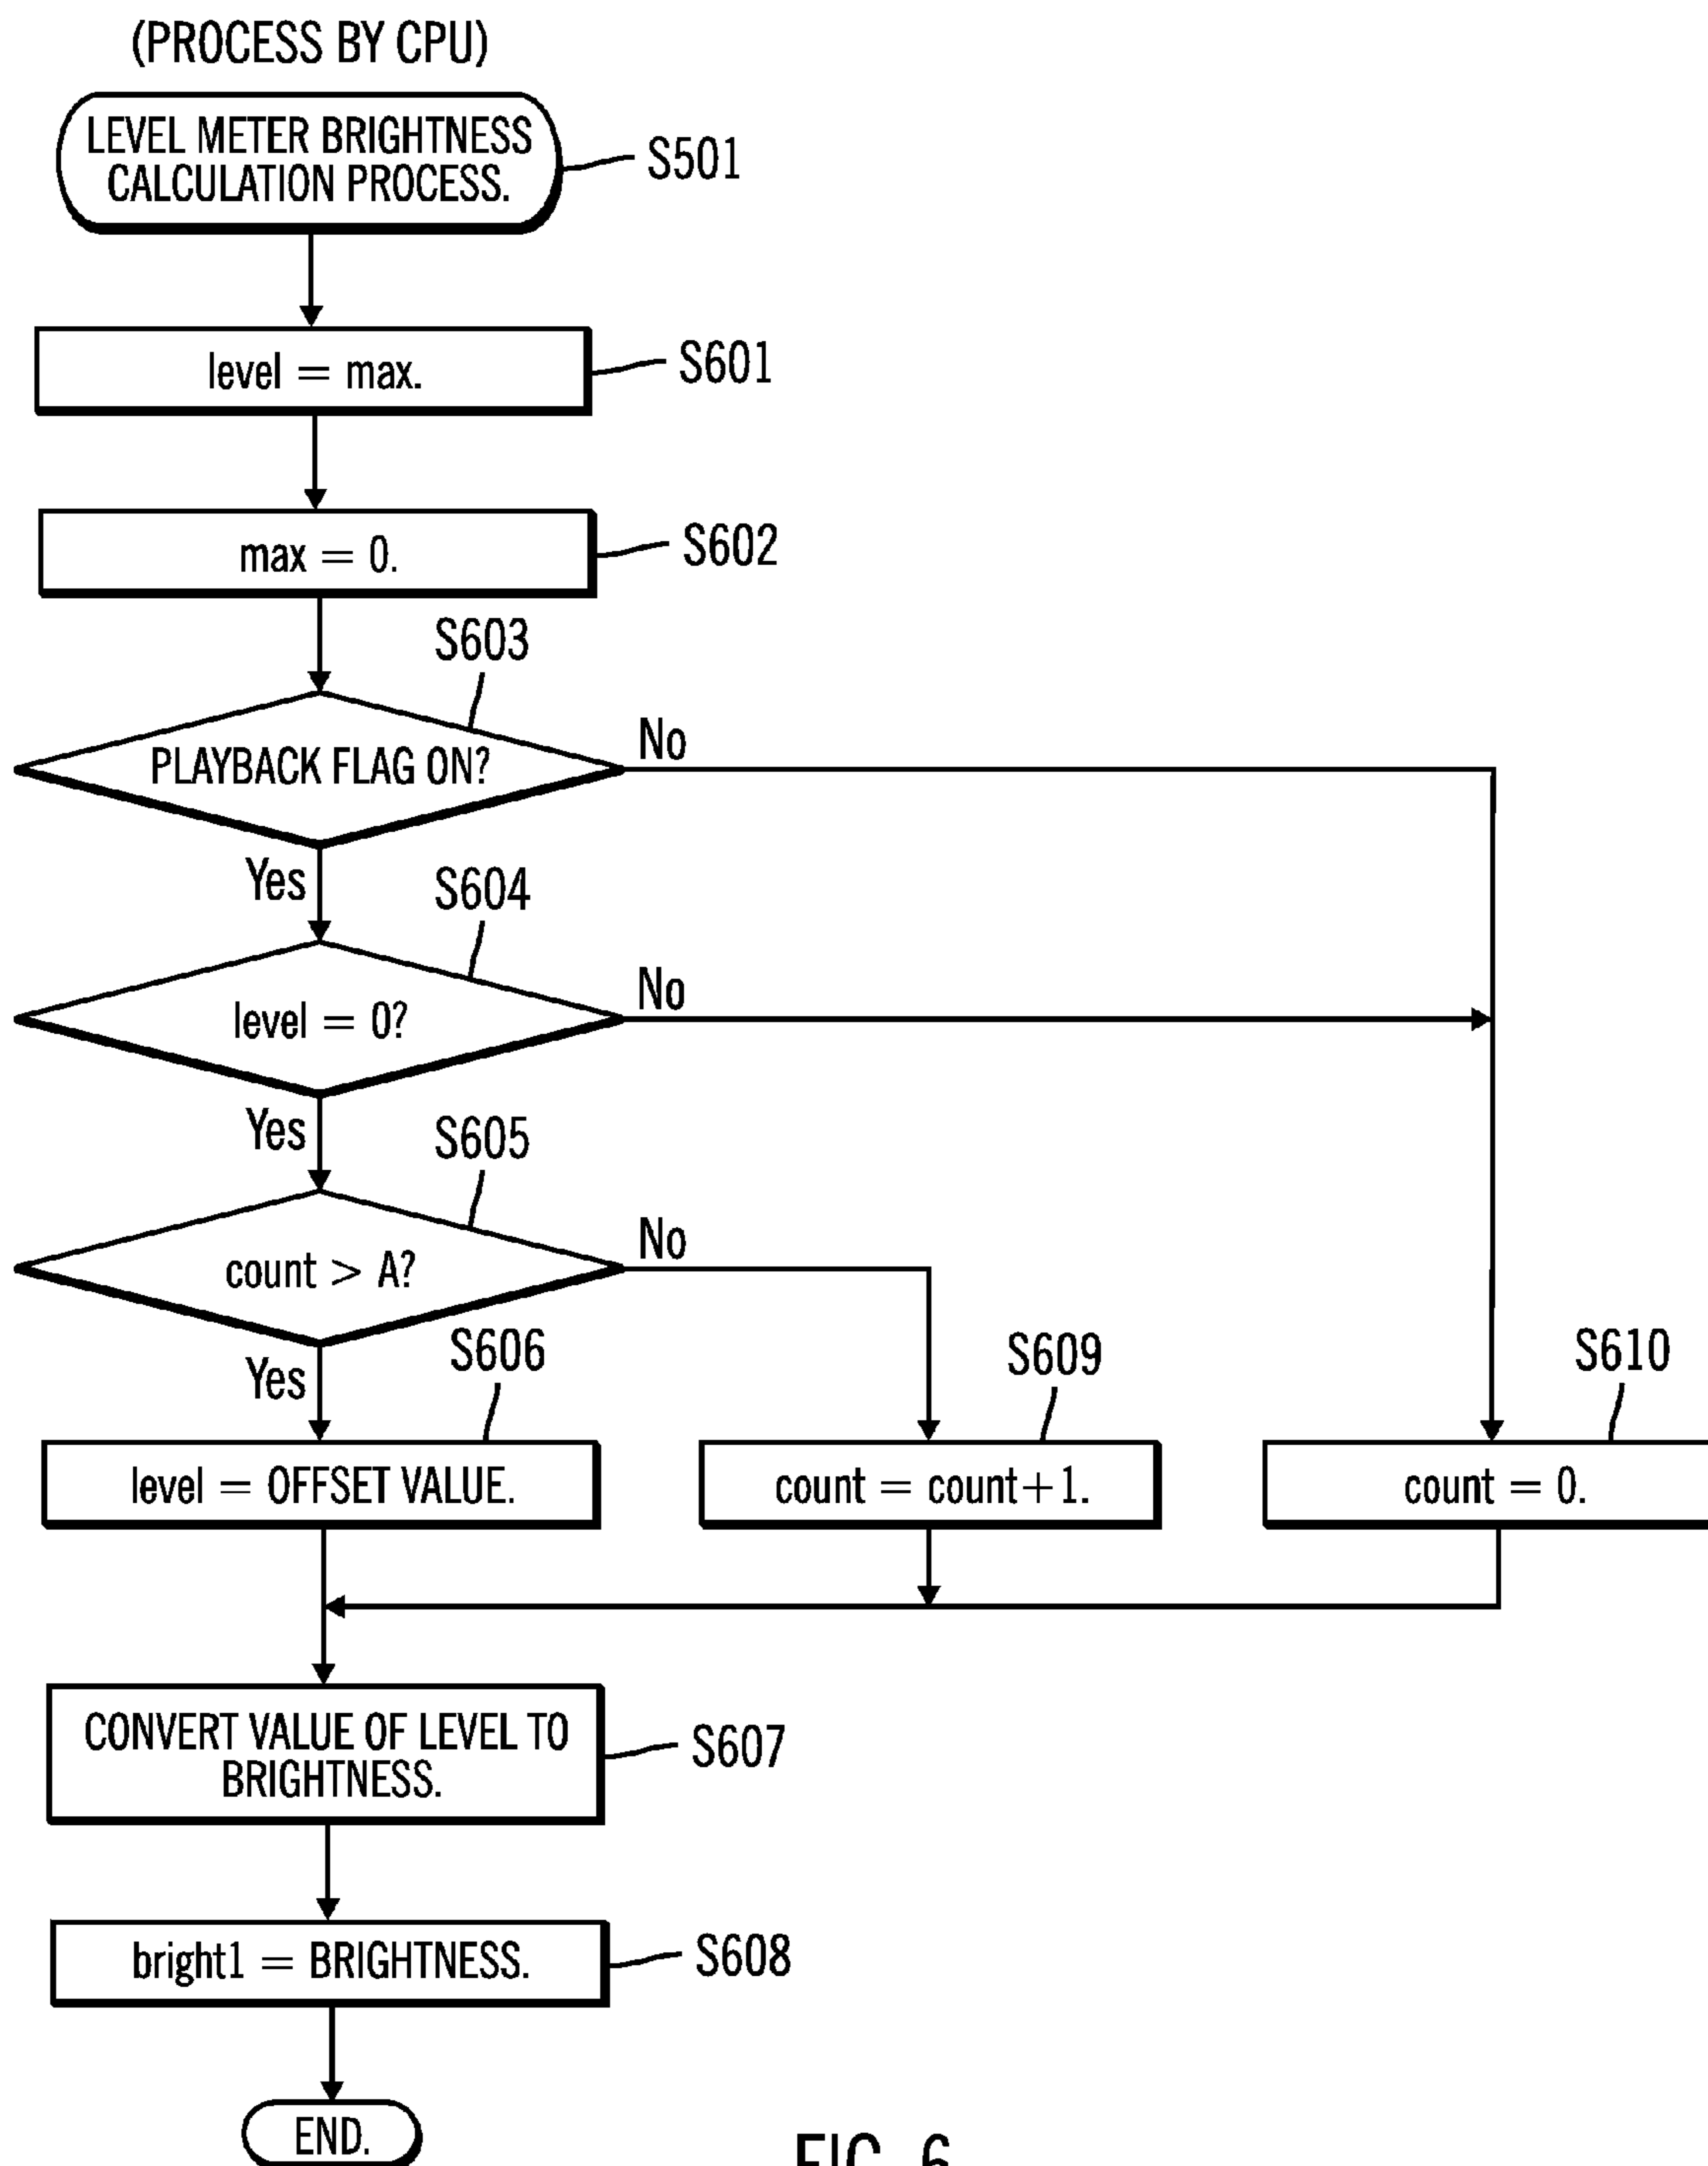 (PROCESS BY CPU)
LEVEL METER BRIGHTNESS
CALCULATION PROCESS.
S501
level = max.
S601
max = 0.
S602
S603
PLAYBACK FLAG ON?
No
Yes
S604
level = 0?
No
Yes
S605
count > A?
No
Yes
S606
level = OFFSET VALUE.
S609
count = count+1.
S610
count = 0.
CONVERT VALUE OF LEVEL TO
BRIGHTNESS.
S607
bright1 = BRIGHTNESS.
S608
END.
FIG. 6